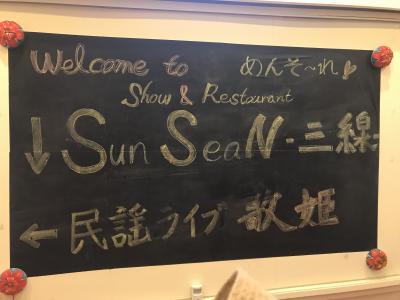 Welcome to めんそ〜れ♡
Show & Restaurant
↓ Sun SeaN -三線-
← 民謡ライブ 歌姫